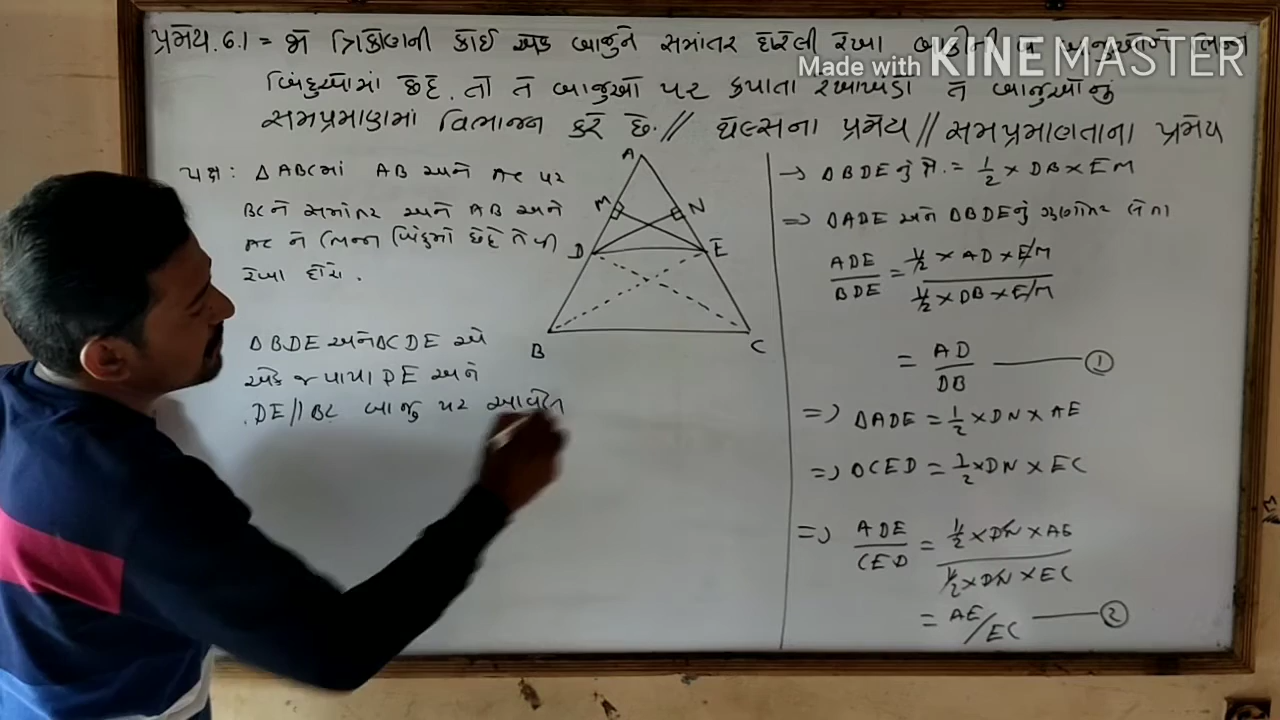 Made with KINEMASTER
પ્રમેય.6.1 = જો ત્રિકોણની કોઈ એક બાજુને સમાંતર દોરેલી રેખા બાકીની
બિંદુઓમાં છેદે. તો તે બાજુઓ પર કપાતા રેખાખંડો તે બાજુઓનું
સમપ્રમાણમાં વિભાજન કરે છે. // થેલ્સના પ્રમેય // સમપ્રમાણતાના પ્રમેય
પક્ષ : Δ ABCમાં AB અને AC પર
BCને સમાંતર અને AB અને
AC ને ભિન્ન બિંદુમાં છેદે તેવી
રેખા દોરો.
Δ BDE અને Δ CDE એ
એક જ પાયા DE અને
DE // BC બાજુ પર આવેલ
A
M
N
D
E
B
C
→ Δ BDE નું ક્ષે. = 1/2 × DB × EM
=> Δ ADE અને Δ BDEનું ગુણોત્તર લેતા
ADE/BDE = 1/2 × AD × EM / 1/2 × DB × EM
= AD/DB —— ①
=> Δ ADE = 1/2 × DN × AE
=> Δ CED = 1/2 × DN × EC
=> ADE/CED = 1/2 × DN × AE / 1/2 × DN × EC
= AE/EC —— ②